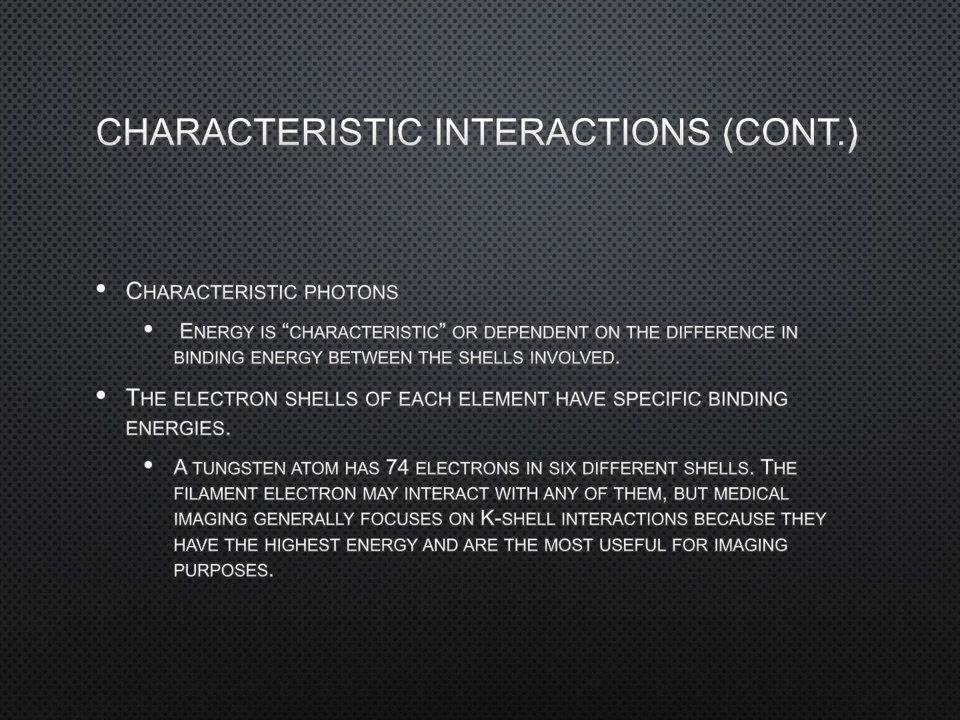 CHARACTERISTIC INTERACTIONS (CONT.)
• CHARACTERISTIC PHOTONS
• ENERGY IS “CHARACTERISTIC” OR DEPENDENT ON THE DIFFERENCE IN
BINDING ENERGY BETWEEN THE SHELLS INVOLVED.
• THE ELECTRON SHELLS OF EACH ELEMENT HAVE SPECIFIC BINDING
ENERGIES.
• A TUNGSTEN ATOM HAS 74 ELECTRONS IN SIX DIFFERENT SHELLS. THE
FILAMENT ELECTRON MAY INTERACT WITH ANY OF THEM, BUT MEDICAL
IMAGING GENERALLY FOCUSES ON K-SHELL INTERACTIONS BECAUSE THEY
HAVE THE HIGHEST ENERGY AND ARE THE MOST USEFUL FOR IMAGING
PURPOSES.